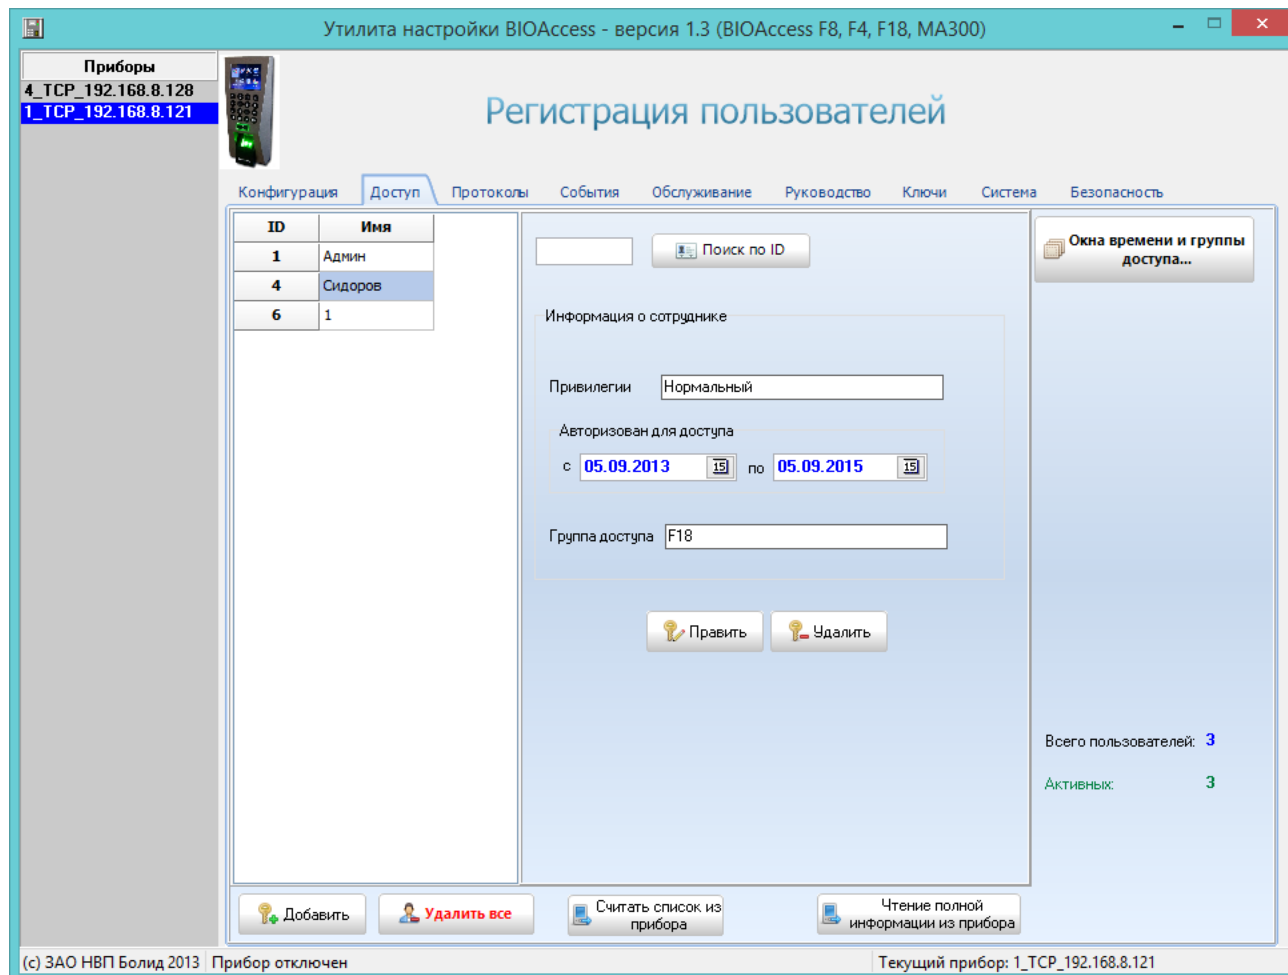 Утилита настройки BIOAccess - версия 1.3 (BIOAccess F8, F4, F18, MA300)
Приборы
4_TCP_192.168.8.128
1_TCP_192.168.8.121
Регистрация пользователей
Конфигурация Доступ Протоколы События Обслуживание Руководство Ключи Система Безопасность
ID Имя
1 Админ
4 Сидоров
6 1
Поиск по ID
Информация о сотруднике
Привилегии Нормальный
Авторизован для доступа
с 05.09.2013 15 по 05.09.2015 15
Группа доступа F18
Править Удалить
Окна времени и группы
доступа...
Всего пользователей: 3
Активных: 3
Добавить Удалить все
Считать список из
прибора
Чтение полной
информации из прибора
(c) ЗАО НВП Болид 2013 Прибор отключен Текущий прибор: 1_TCP_192.168.8.121